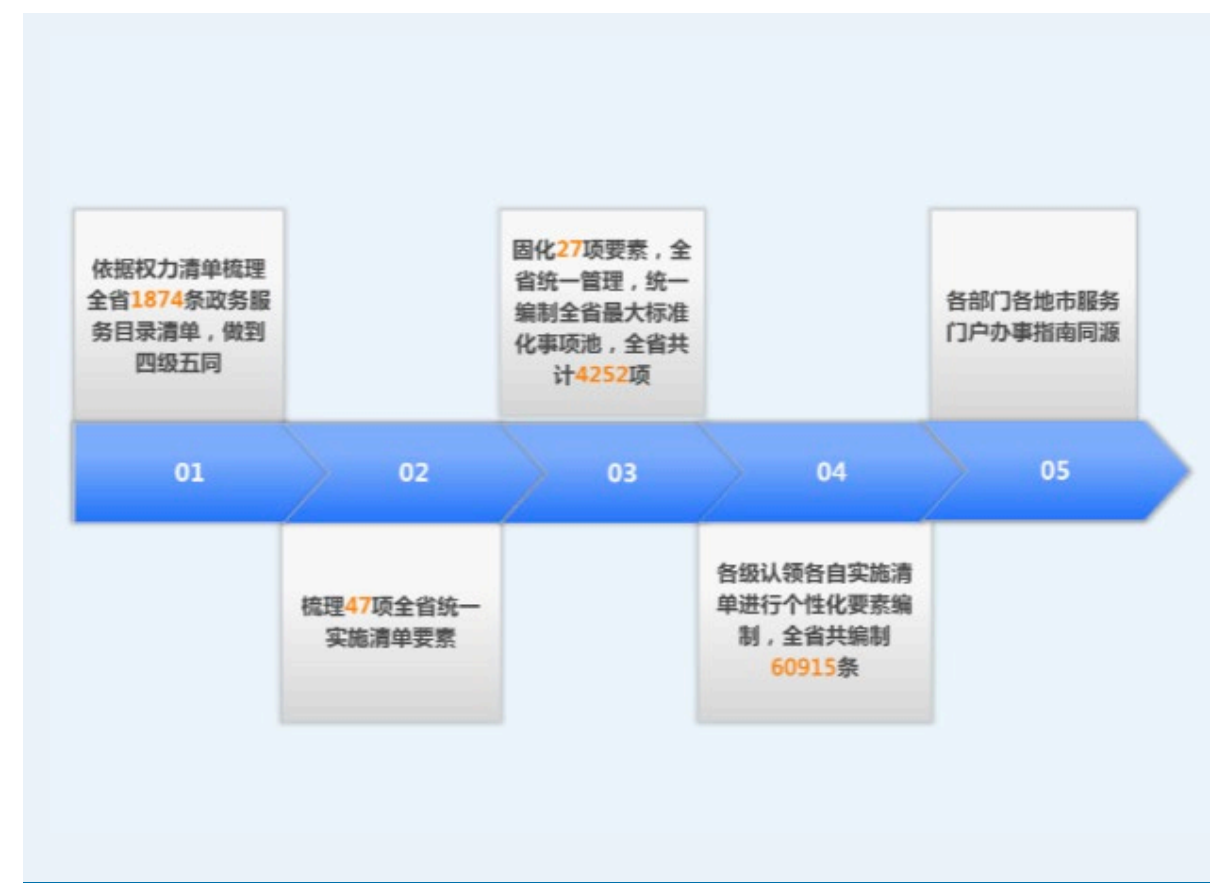 依据权力清单梳理
全省1874条政务服
务目录清单，做到
四级五同
固化27项要素，全
省统一管理，统一
编制全省最大标准
化事项池，全省共
计4252项
各部门各地市服务
门户办事指南同源
01
02
03
04
05
梳理47项全省统一
实施清单要素
各级认领各自实施清
单进行个性化要素编
制，全省共编制
60915条